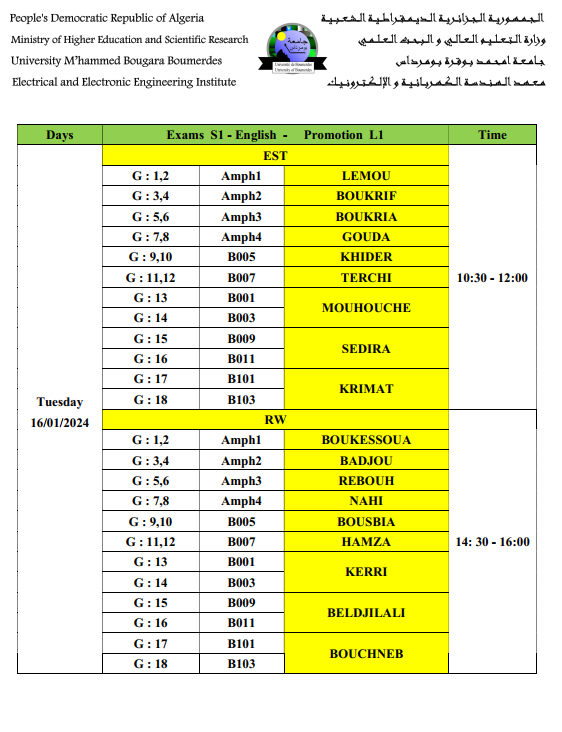 People's Democratic Republic of Algeria
الجمهورية الجزائرية الديمقراطية الشعبية
Ministry of Higher Education and Scientific Research
وزارة التعليم العالي و البحث العلمي
University M'hammed Bougara Boumerdes
جامعة امحمد بوقرة بومرداس
Electrical and Electronic Engineering Institute
معهد الهندسة الكهربائية و الإلكترونيك
جامعة
بومرداس
Université de Boumerdes
University of Boumerdes
Days Exams S1 - English - Promotion L1 Time
EST
G : 1,2 Amph1 LEMOU
G : 3,4 Amph2 BOUKRIF
G : 5,6 Amph3 BOUKRIA
G : 7,8 Amph4 GOUDA
G : 9,10 B005 KHIDER
G : 11,12 B007 TERCHI
10:30 - 12:00
G : 13 B001
MOUHOUCHE
G : 14 B003
G : 15 B009
SEDIRA
G : 16 B011
G : 17 B101
KRIMAT
G : 18 B103
Tuesday
16/01/2024
RW
G : 1,2 Amph1 BOUKESSOUA
G : 3,4 Amph2 BADJOU
G : 5,6 Amph3 REBOUH
G : 7,8 Amph4 NAHI
G : 9,10 B005 BOUSBIA
G : 11,12 B007 HAMZA
14: 30 - 16:00
G : 13 B001
KERRI
G : 14 B003
G : 15 B009
BELDJILALI
G : 16 B011
G : 17 B101
BOUCHNEB
G : 18 B103